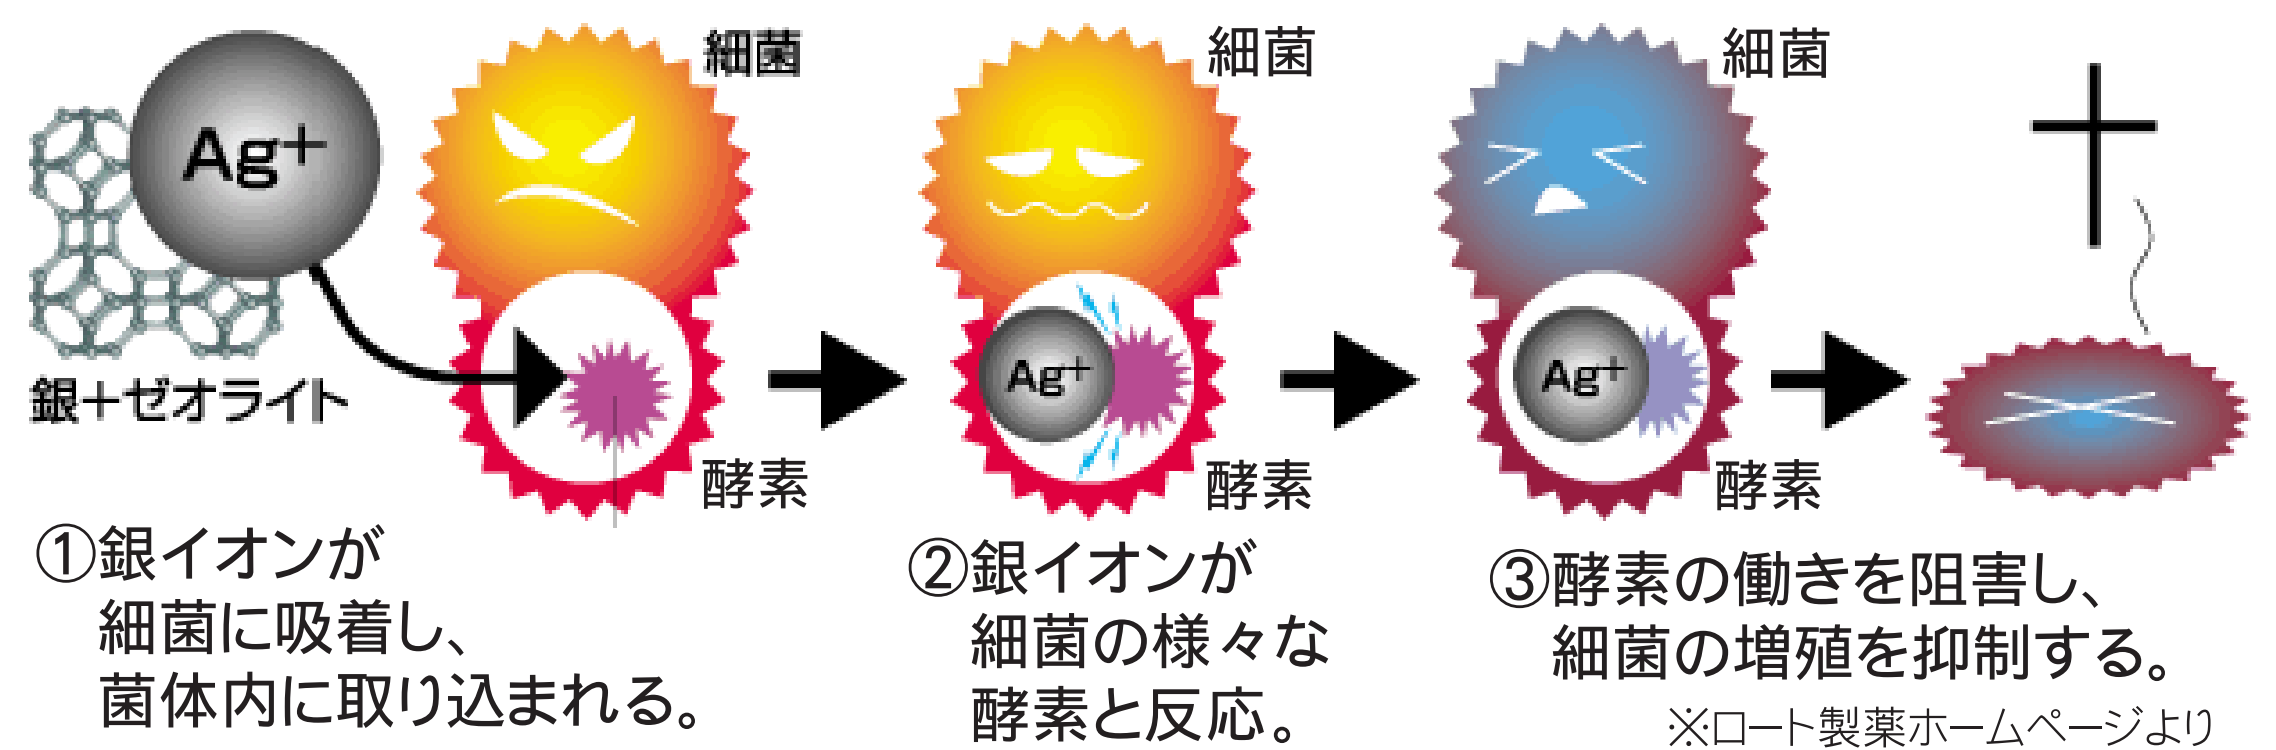 Ag+
細菌
細菌
細菌
Ag+
Ag+
銀+ゼオライト
酵素
酵素
酵素
①銀イオンが
細菌に吸着し、
菌体内に取り込まれる。
②銀イオンが
細菌の様々な
酵素と反応。
③酵素の働きを阻害し、
細菌の増殖を抑制する。
※ロート製薬ホームページより